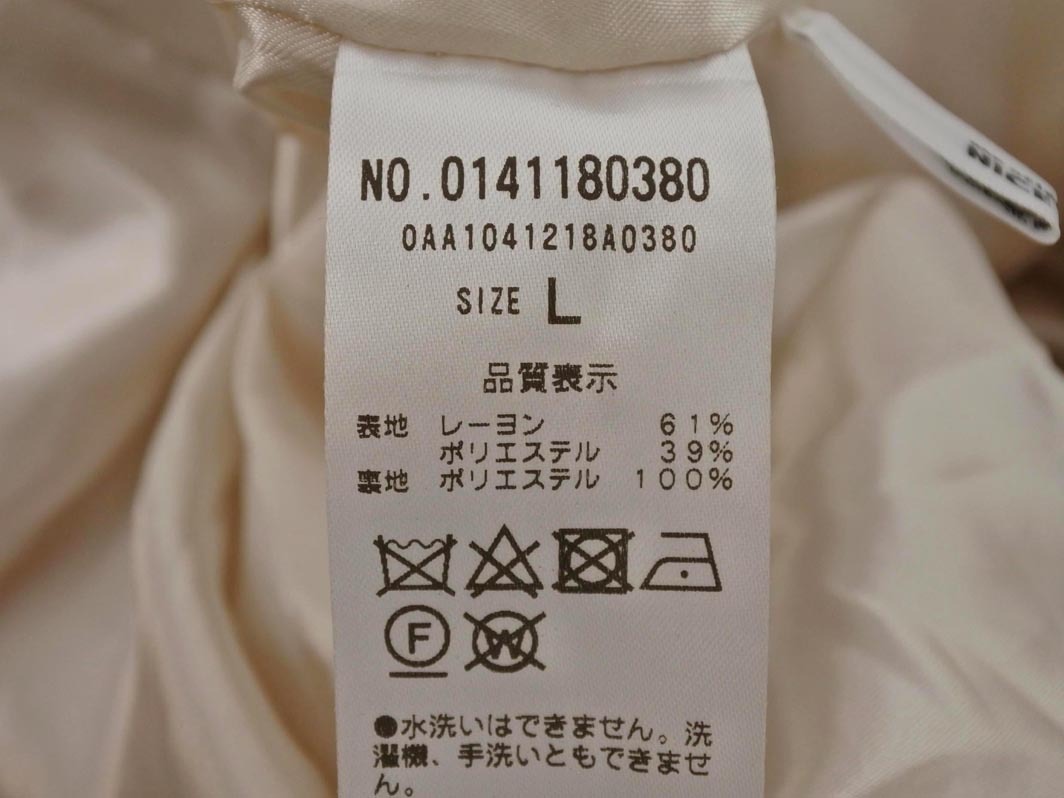 NO.0141180380
0AA1041218A0380
SIZE L
品質表示
表地 レーヨン 61%
ポリエステル 39%
裏地 ポリエステル 100%
F
W
●水洗いはできません。洗
濯機、手洗いともできませ
ん。